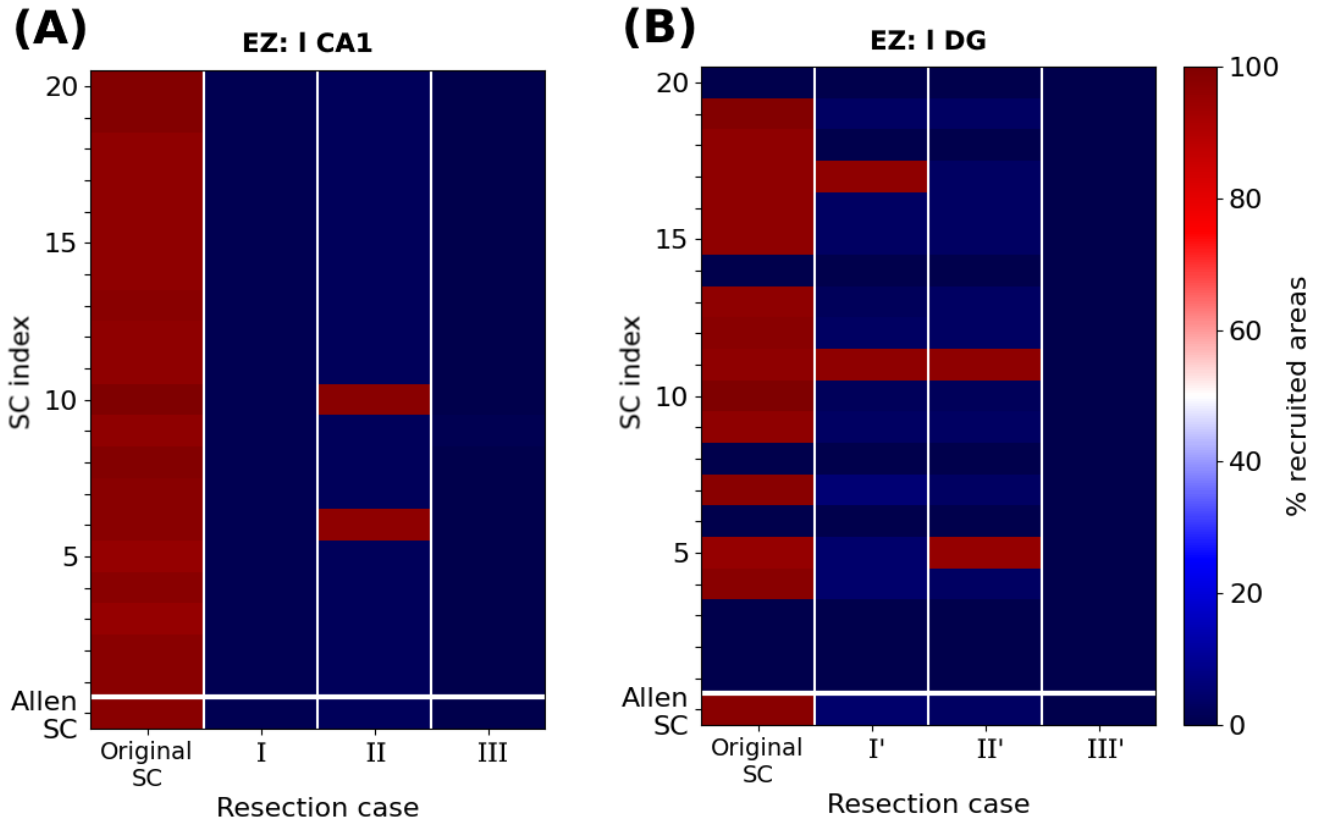 (A)
EZ: l CA1
20
15
10
5
Allen
SC
SC index
Original
SC
I
II
III
Resection case
(B)
EZ: l DG
20
15
10
5
Allen
SC
SC index
Original
SC
I'
II'
III'
Resection case
100
80
60
40
20
0
% recruited areas